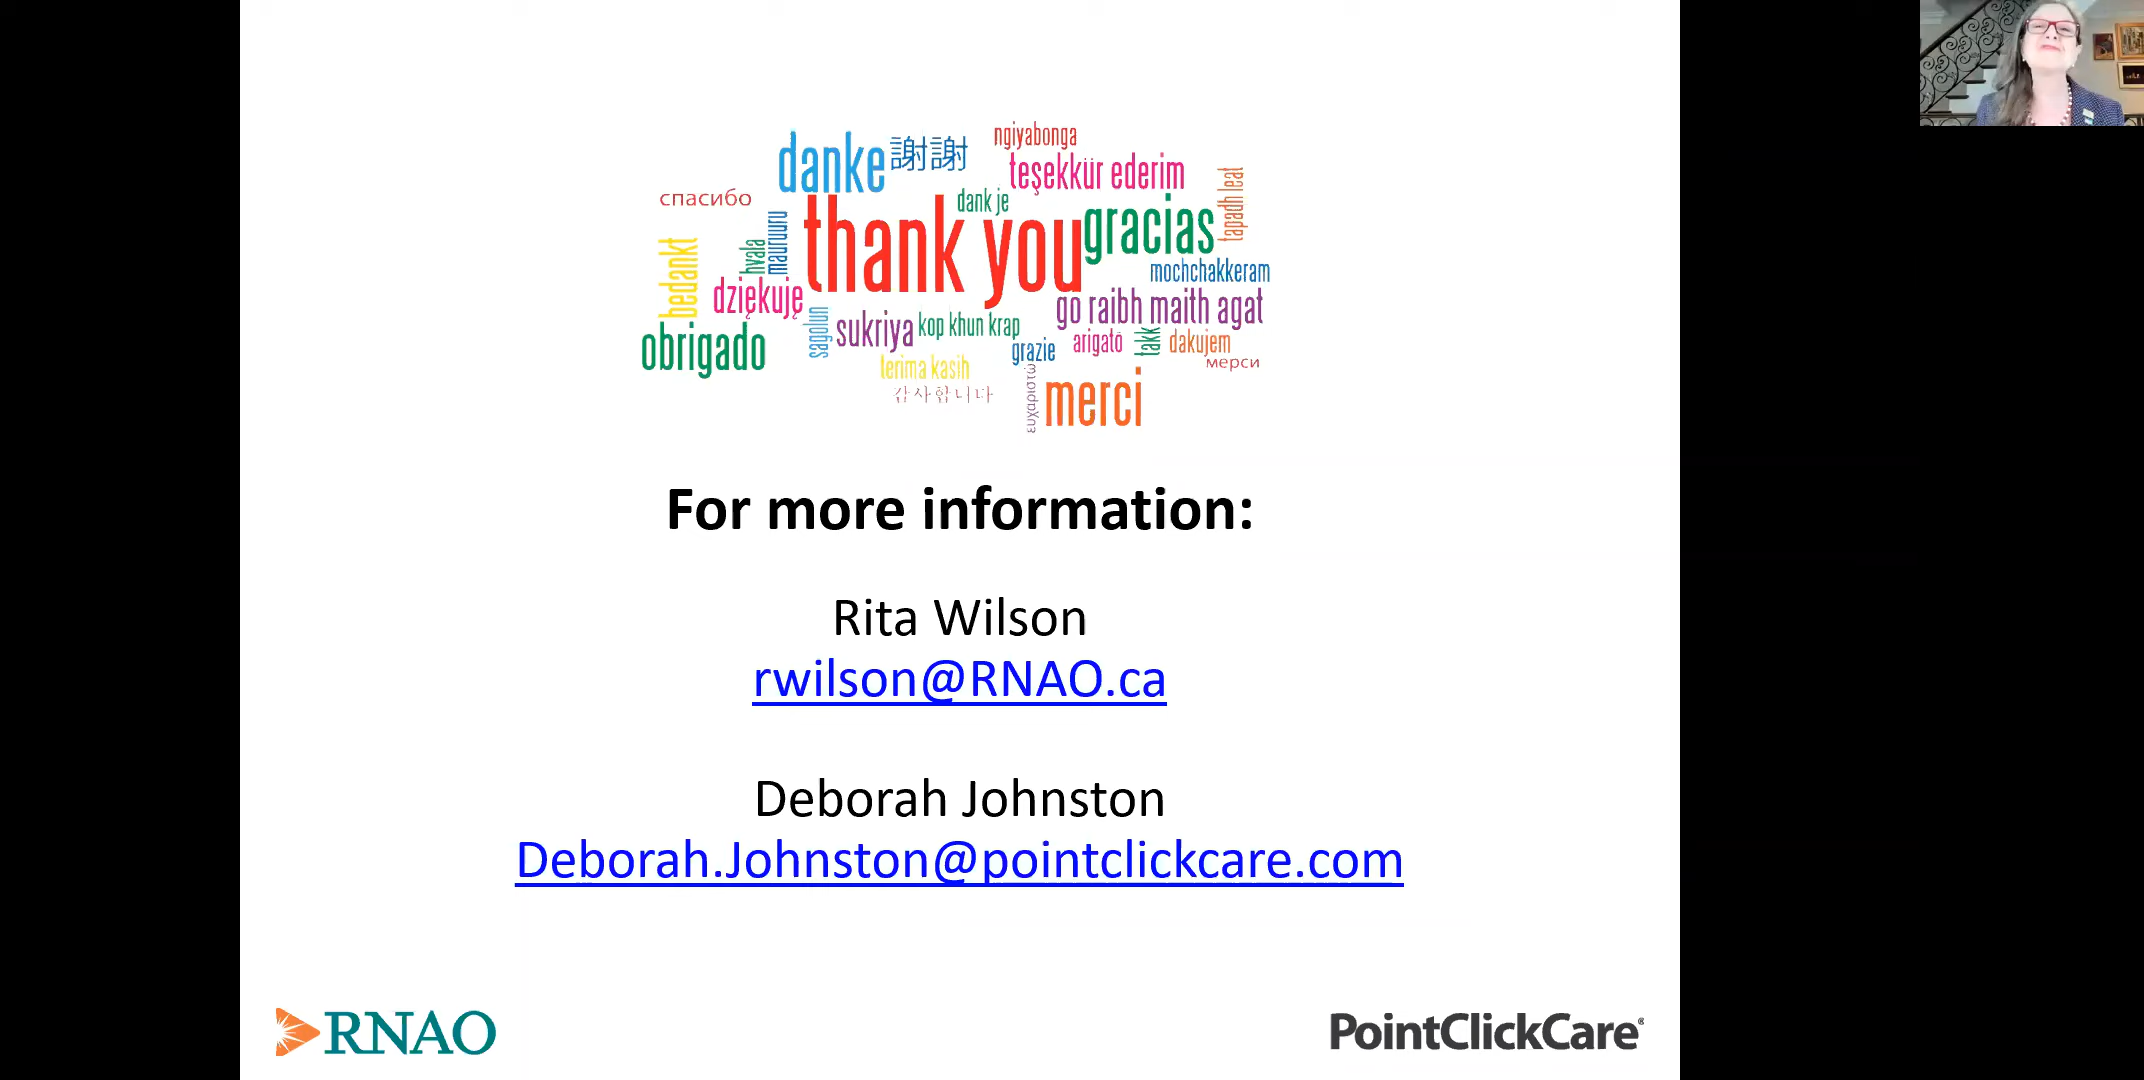 ngiyabonga
danke 謝謝
teşekkür ederim
спасибо
dank je
tapadh leat
thank you
gracias
bedankt
hvala
mauruuru
mochchakkeram
dziękuję
go raibh maith agat
sagolun
sukriya
kop khun krap
obrigado
grazie
arigatō
takk
dakujem
мерси
terima kasih
감사합니다
ευχαριστώ
merci
For more information:
Rita Wilson
rwilson@RNAO.ca
Deborah Johnston
Deborah.Johnston@pointclickcare.com
RNAO
PointClickCare®